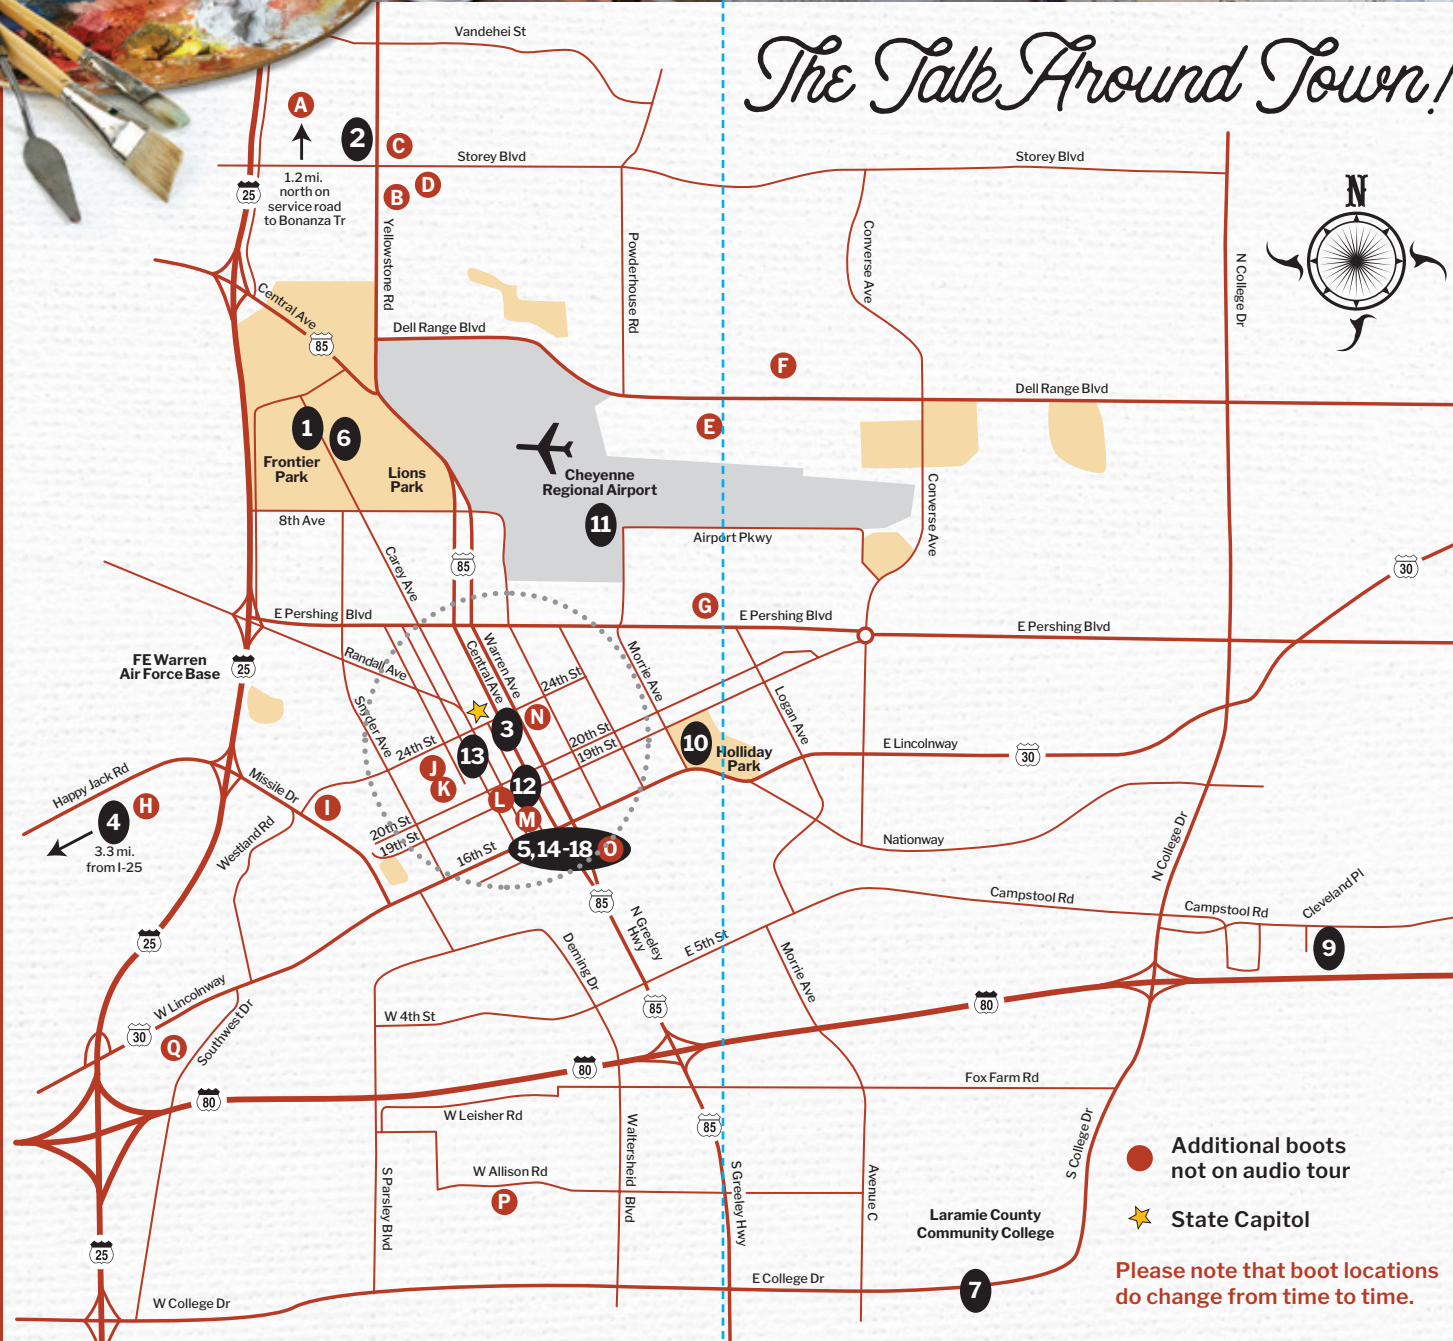 The Talk Around Town!
Vandehei St
A
2
C
Storey Blvd
Storey Blvd
25
1.2 mi.
north on
service road
to Bonanza Tr
B
D
N
Yellowstone Rd
Powderhouse Rd
Converse Ave
N College Dr
Central Ave
85
Dell Range Blvd
F
Dell Range Blvd
1
6
E
Frontier
Park
Lions
Park
Cheyenne
Regional Airport
11
8th Ave
Airport Pkwy
Converse Ave
85
30
Carey Ave
G
E Pershing Blvd
E Pershing Blvd
E Pershing Blvd
FE Warren
Air Force Base
25
Randall Ave
Central Ave
Warren Ave
24th St
Morrie Ave
Snyder Ave
Logan Ave
3
N
24th St
13
20th St
19th St
10
Holliday
Park
E Lincolnway
30
J
K
12
L
M
Happy Jack Rd
Missile Dr
H
I
4
3.3 mi.
from I-25
Westland Rd
20th St
19th St
16th St
5,14-18
O
Nationway
N College Dr
85
N Greeley
Hwy
E 5th St
Campstool Rd
Campstool Rd
Cleveland Pl
9
25
Deming Dr
Morrie Ave
W Lincolnway
30
Q
Southwest Dr
W 4th St
85
80
80
80
Fox Farm Rd
W Leisher Rd
85
W Allison Rd
P
S Parsley Blvd
Waltersheid Blvd
S Greeley Hwy
Avenue C
S College Dr
Additional boots
not on audio tour
State Capitol
Laramie County
Community College
25
7
E College Dr
W College Dr
Please note that boot locations
do change from time to time.